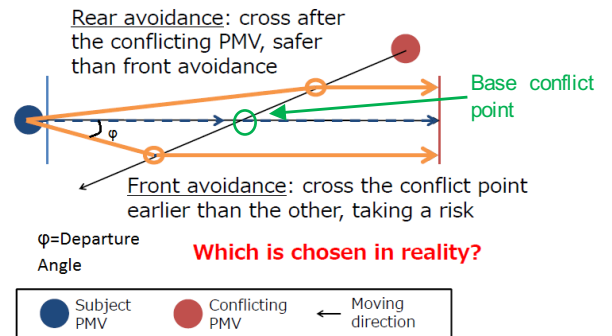 Rear avoidance: cross after
the conflicting PMV, safer
than front avoidance
Base conflict
point
φ
Front avoidance: cross the conflict point
earlier than the other, taking a risk
φ=Departure
Angle
Which is chosen in reality?
Subject
PMV
Conflicting
PMV
Moving
direction